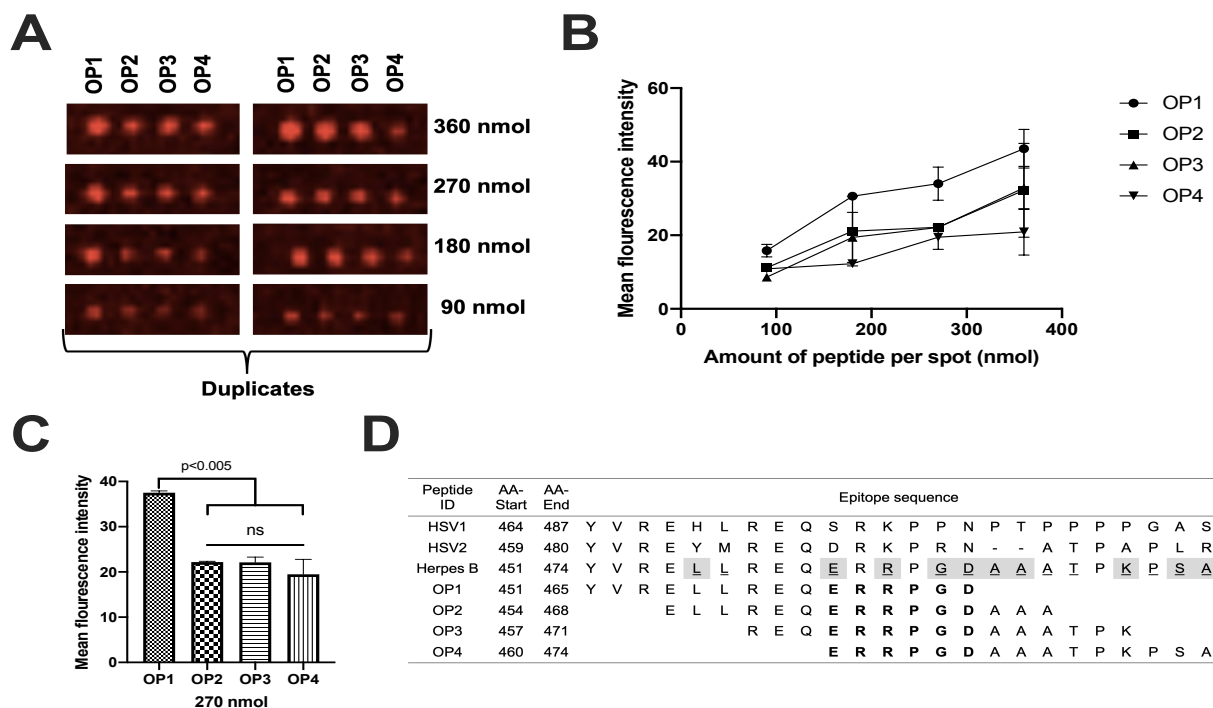 A
OP1 OP2 OP3 OP4 OP1 OP2 OP3 OP4
360 nmol
270 nmol
180 nmol
90 nmol
Duplicates
B
Mean flourescence intensity
60
40
20
0
0 100 200 300 400
Amount of peptide per spot (nmol)
OP1
OP2
OP3
OP4
C
Mean fluorescence intensity
p<0.005
ns
40
30
20
10
0
OP1 OP2 OP3 OP4
270 nmol
D
Peptide ID AA-Start AA-End Epitope sequence
HSV1 464 487 Y V R E H L R E Q S R K P P N P T P P P P G A S
HSV2 459 480 Y V R E Y M R E Q D R K P R N - - A T P A P L R
Herpes B 451 474 Y V R E L L R E Q E R R P G D A A A T P K P S A
OP1 451 465 Y V R E L L R E Q E R R P G D
OP2 454 468 E L L R E Q E R R P G D A A A
OP3 457 471 R E Q E R R P G D A A A T P K
OP4 460 474 E R R P G D A A A T P K P S A